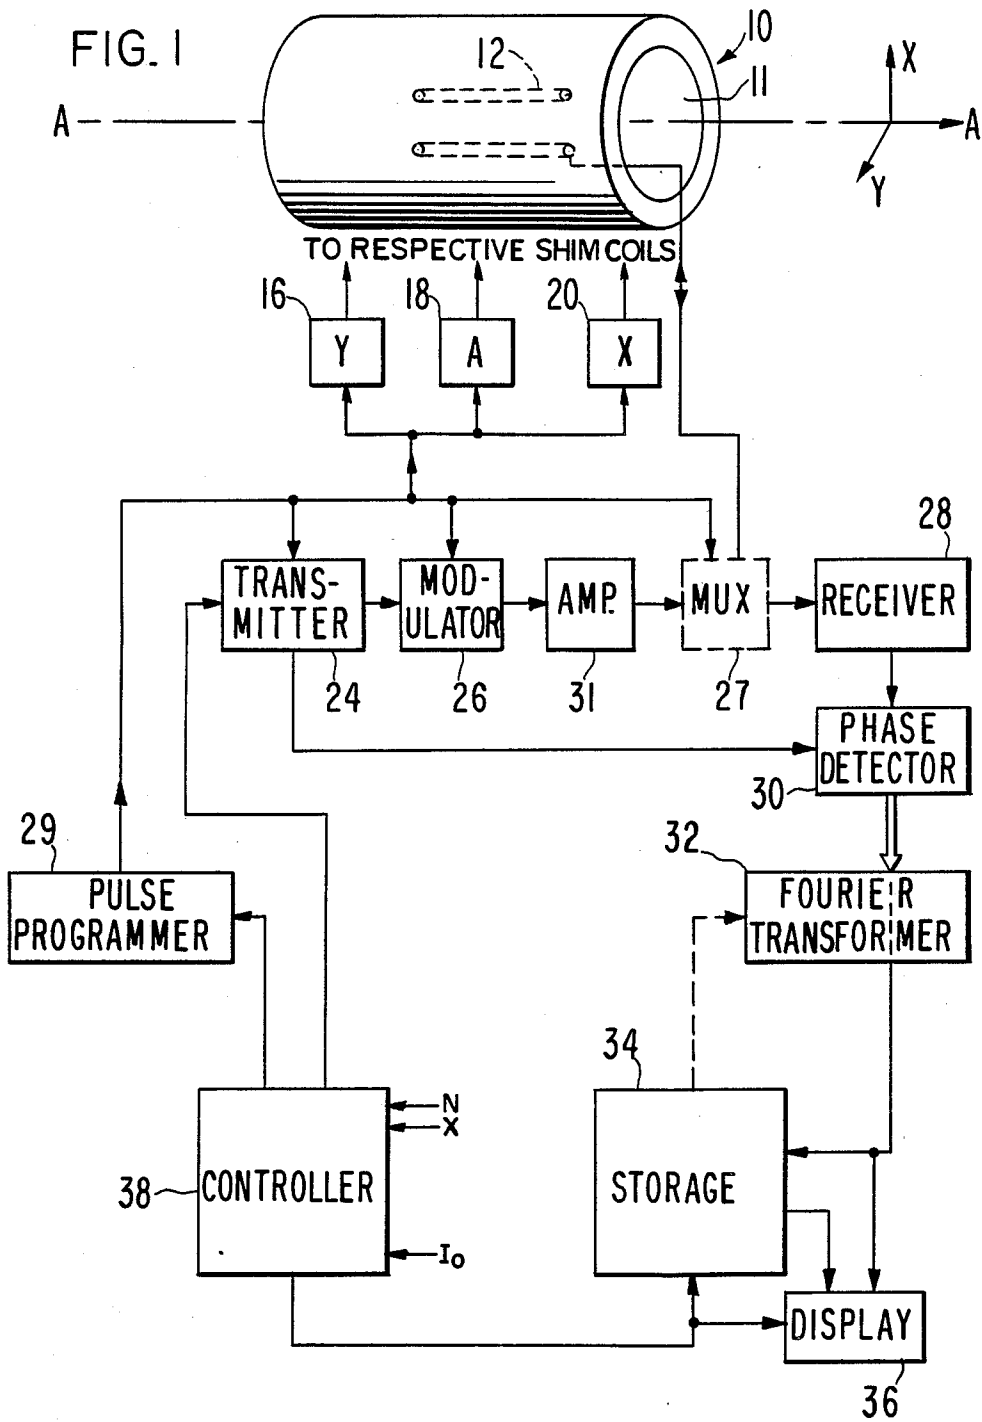 FIG. 1
10
12
11
X
A
A
Y
TO RESPECTIVE SHIM COILS
16
18
20
Y
A
X
28
TRANS-
MITTER
MOD-
ULATOR
AMP.
MUX
RECEIVER
24
26
31
27
PHASE
DETECTOR
30
29
32
PULSE
PROGRAMMER
FOURIER
TRANSFORMER
34
N
X
38
CONTROLLER
STORAGE
Io
DISPLAY
36